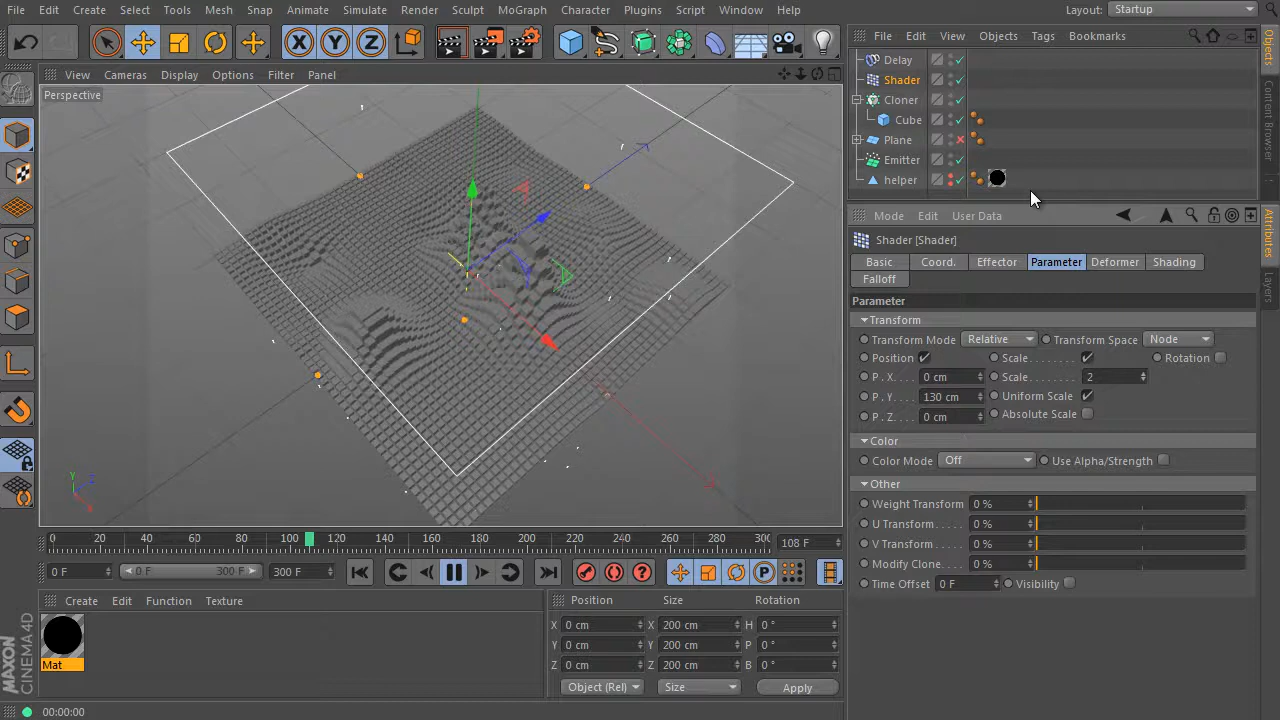 File Edit Create Select Tools Mesh Snap Animate Simulate Render Sculpt MoGraph Character Plugins Script Window Help Layout: Startup
X Y Z
File Edit View Objects Tags Bookmarks
View Cameras Display Options Filter Panel
Perspective
Delay
Shader
Cloner
Cube
Plane
Emitter
helper
Objects
Content Browser
Attributes
Layers
Mode Edit User Data
Shader [Shader]
Basic Coord. Effector Parameter Deformer Shading
Falloff
Parameter
Transform
Transform Mode Relative Transform Space Node
Position Scale........ Rotation
P . X.... 0 cm Scale........ 2
P . Y.... 130 cm Uniform Scale
P . Z.... 0 cm Absolute Scale
Color
Color Mode Off Use Alpha/Strength
Other
Weight Transform 0 %
U Transform..... 0 %
V Transform..... 0 %
Modify Clone.... 0 %
Time Offset 0 F Visibility
Y Z X
0 20 40 60 80 100 120 140 160 180 200 220 240 260 280 300 108 F
0 F 0 F 300 F 300 F
P
Create Edit Function Texture
Mat
Position Size Rotation
X 0 cm X 200 cm H 0 °
Y 0 cm Y 200 cm P 0 °
Z 0 cm Z 200 cm B 0 °
Object (Rel) Size Apply
MAXON CINEMA 4D
00:00:00